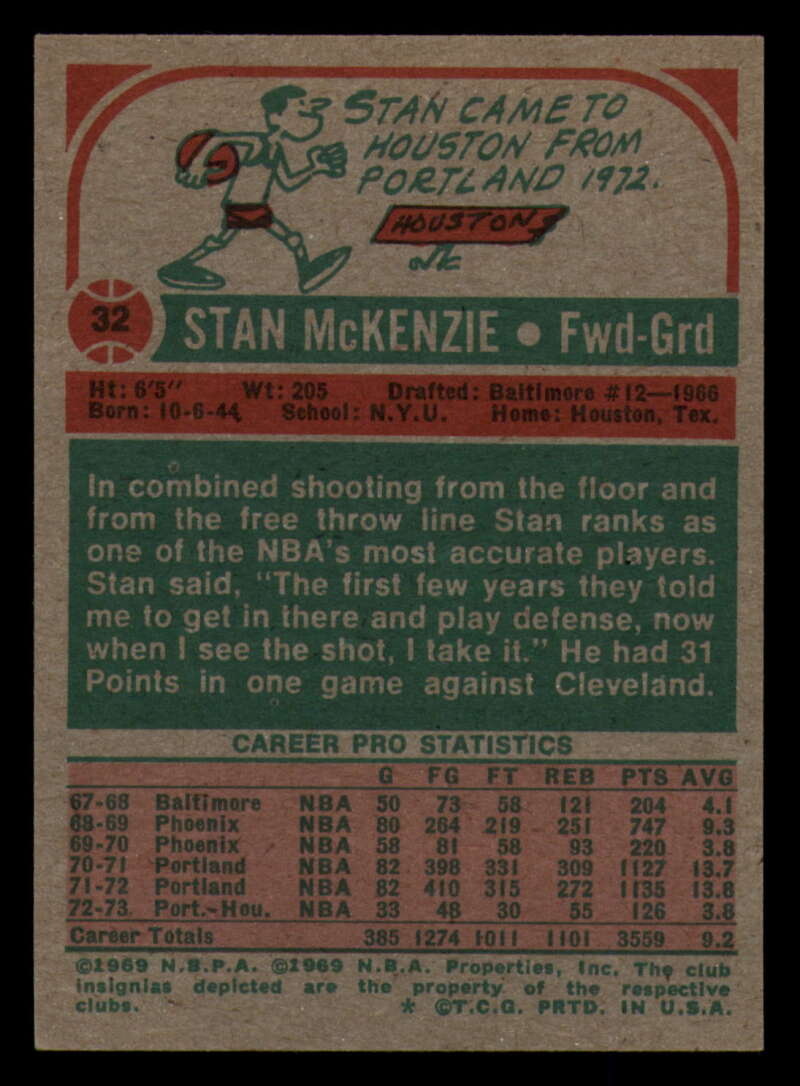 STAN CAME TO
HOUSTON FROM
PORTLAND 1972.
HOUSTON
32
STAN McKENZIE • Fwd-Grd
Ht: 6'5" Wt: 205 Drafted: Baltimore #12—1966
Born: 10-6-44 School: N.Y.U. Home: Houston, Tex.
In combined shooting from the floor and
from the free throw line Stan ranks as
one of the NBA's most accurate players.
Stan said, "The first few years they told
me to get in there and play defense, now
when I see the shot, I take it." He had 31
Points in one game against Cleveland.
CAREER PRO STATISTICS
G FG FT REB PTS AVG
67-68 Baltimore NBA 50 73 58 121 204 4.1
68-69 Phoenix NBA 80 264 219 251 747 9.3
69-70 Phoenix NBA 58 81 58 93 220 3.8
70-71 Portland NBA 82 398 331 309 1127 13.7
71-72 Portland NBA 82 410 315 272 1135 13.8
72-73 Port.-Hou. NBA 33 48 30 55 126 3.8
Career Totals 385 1274 1011 1101 3559 9.2
©1969 N.B.P.A. ©1969 N.B.A. Properties, Inc. The club
insignias depicted are the property of the respective
clubs. * ©T.C.G. PRTD. IN U.S.A.